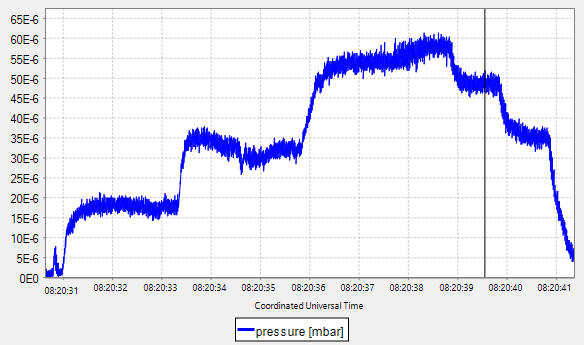 65E-6
60E-6
55E-6
50E-6
45E-6
40E-6
35E-6
30E-6
25E-6
20E-6
15E-6
10E-6
5E-6
0E0
08:20:31 08:20:32 08:20:33 08:20:34 08:20:35 08:20:36 08:20:37 08:20:38 08:20:39 08:20:40 08:20:41
Coordinated Universal Time
pressure [mbar]